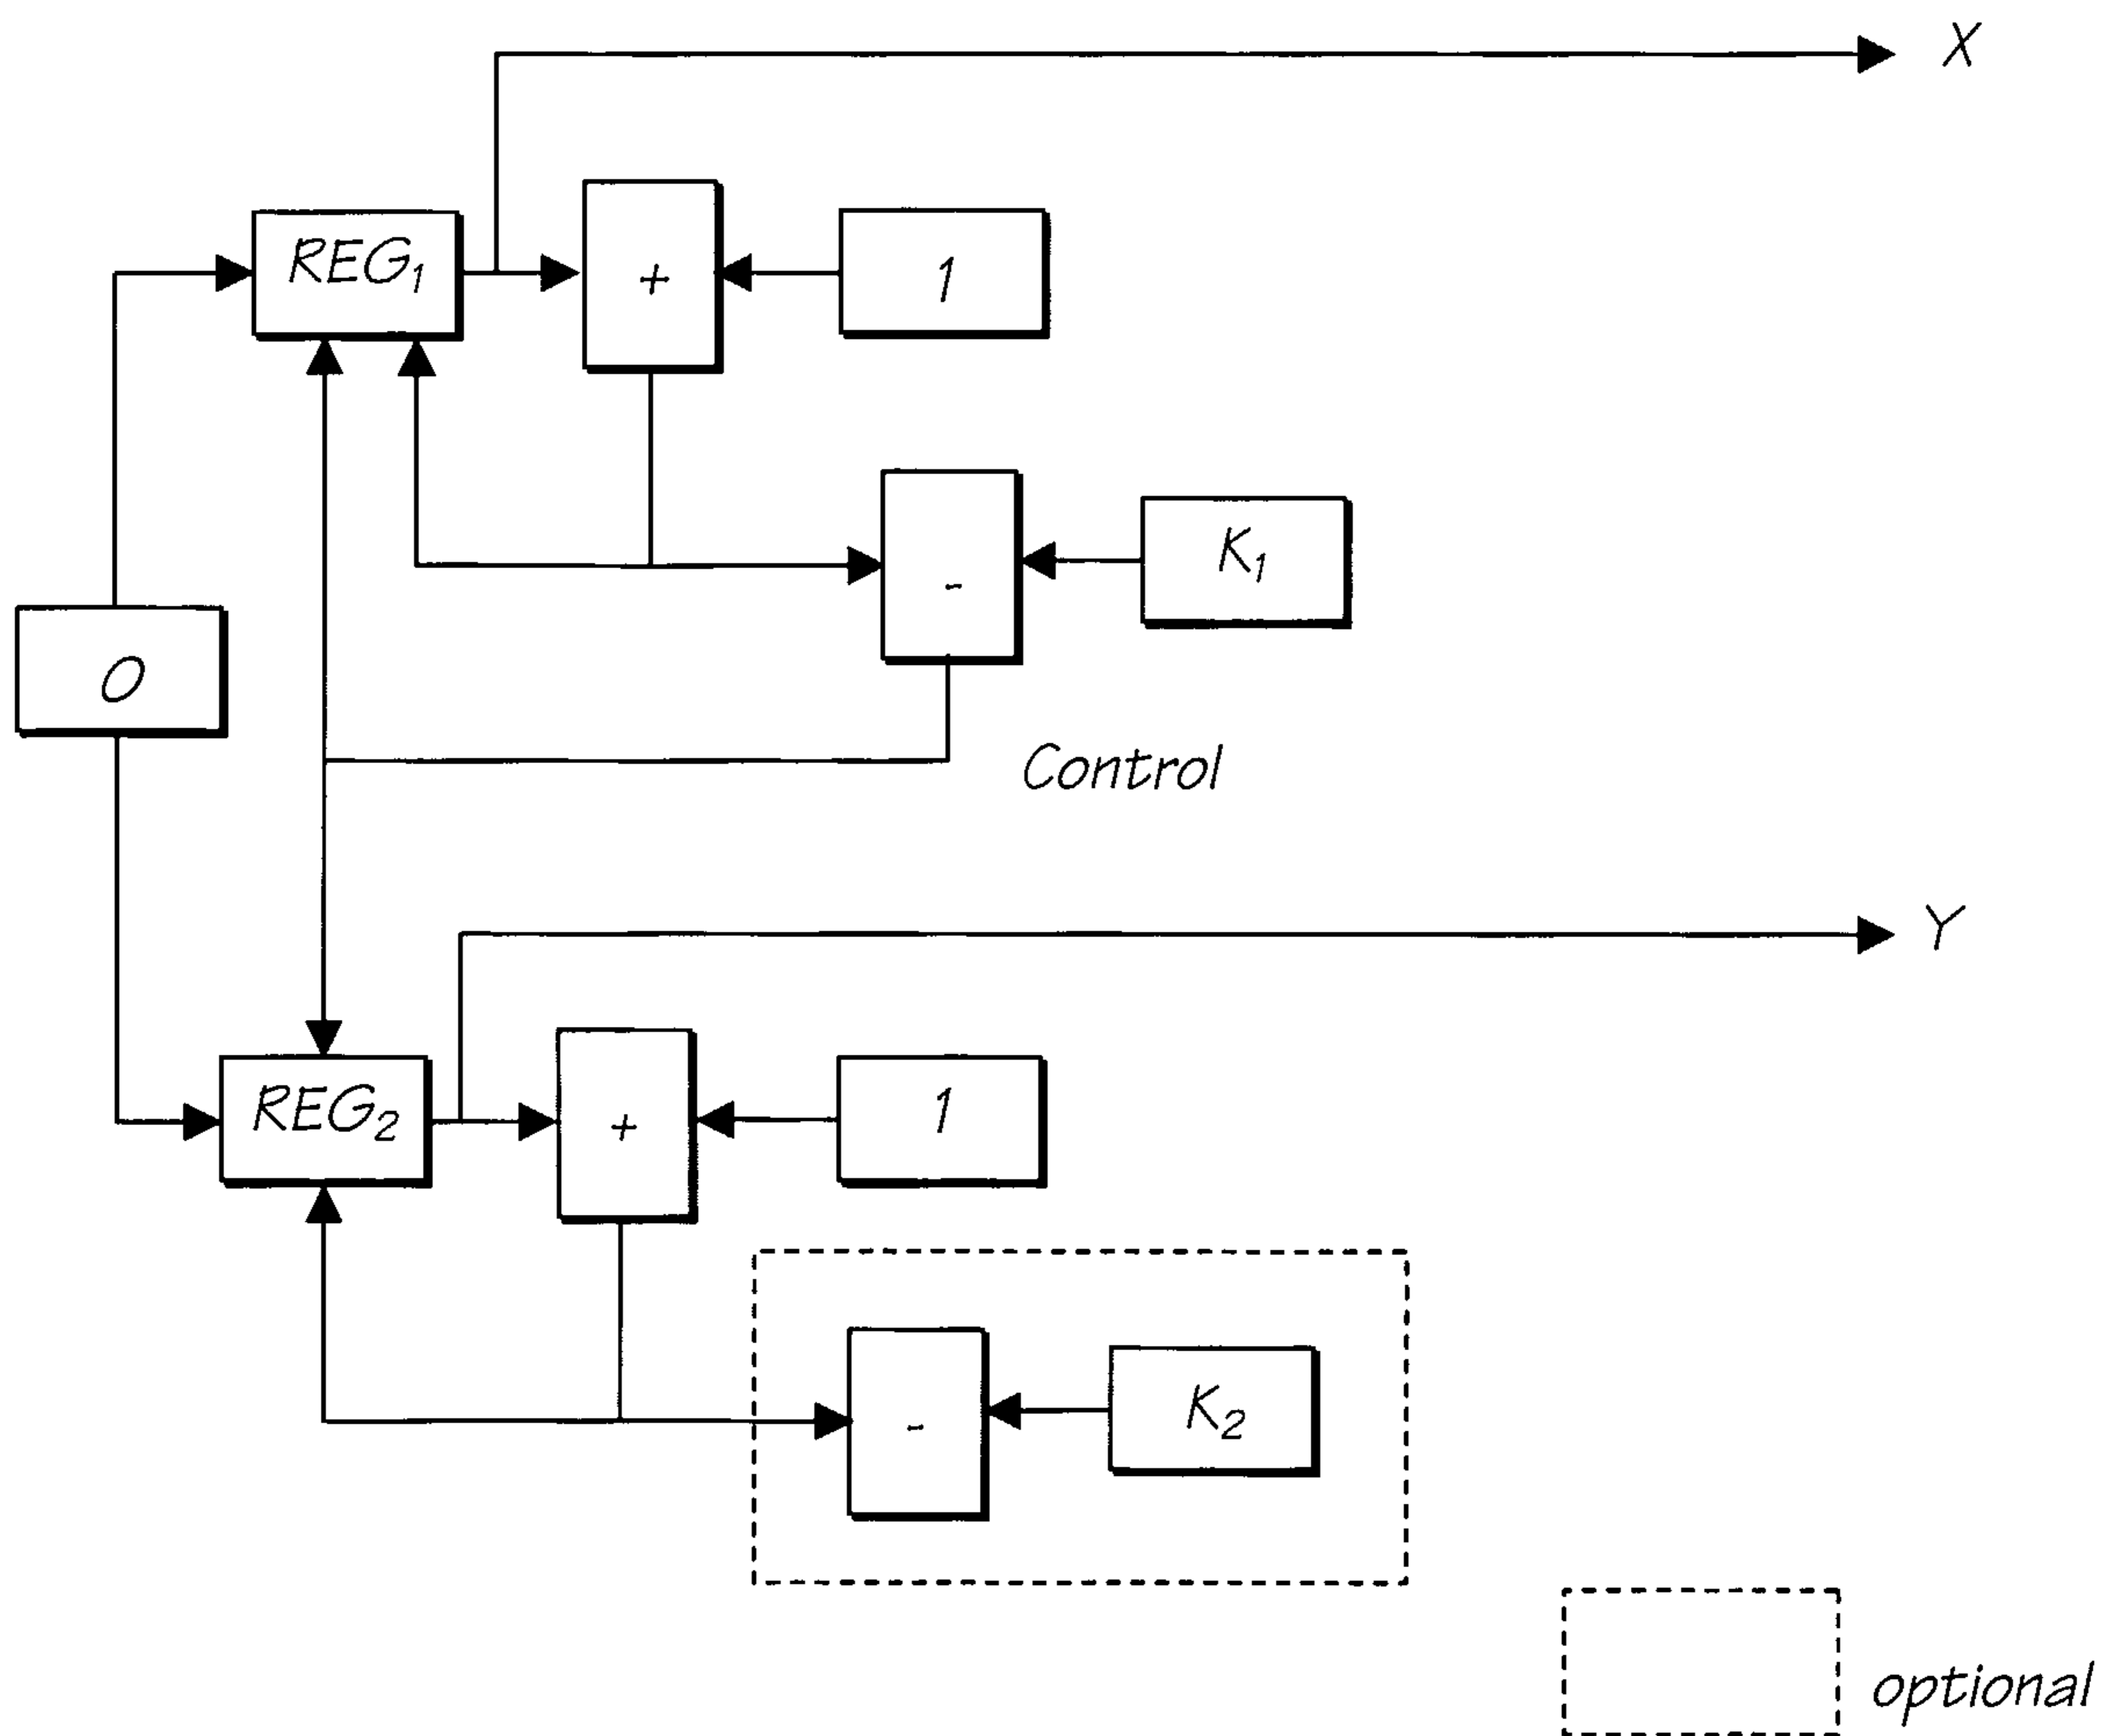 X
REG₁
+
1
K₁
-
0
Control
Y
REG₂
+
1
-
K₂
optional